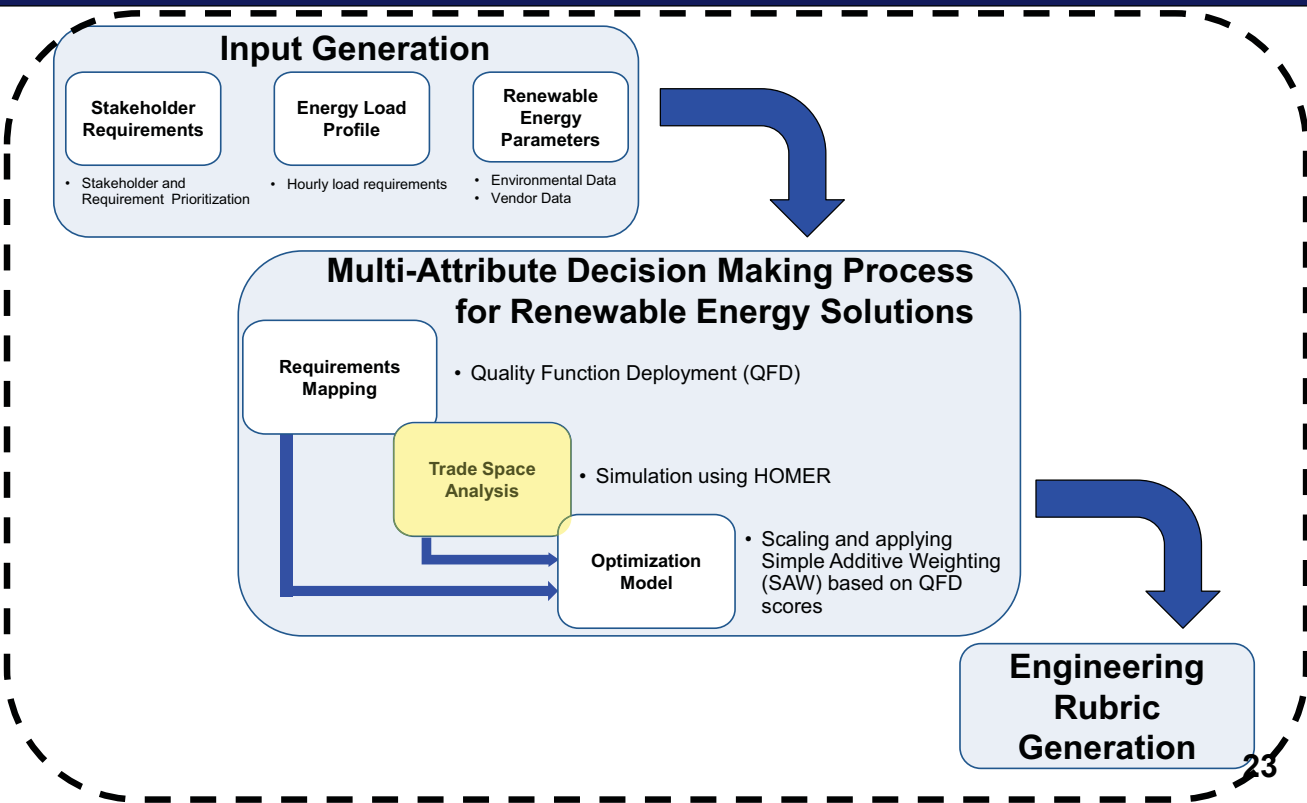 Input Generation
Stakeholder
Requirements
• Stakeholder and
Requirement Prioritization
Energy Load
Profile
• Hourly load requirements
Renewable
Energy
Parameters
• Environmental Data
• Vendor Data
Multi-Attribute Decision Making Process
for Renewable Energy Solutions
Requirements
Mapping
• Quality Function Deployment (QFD)
Trade Space
Analysis
• Simulation using HOMER
Optimization
Model
• Scaling and applying
Simple Additive Weighting
(SAW) based on QFD
scores
Engineering
Rubric
Generation
23